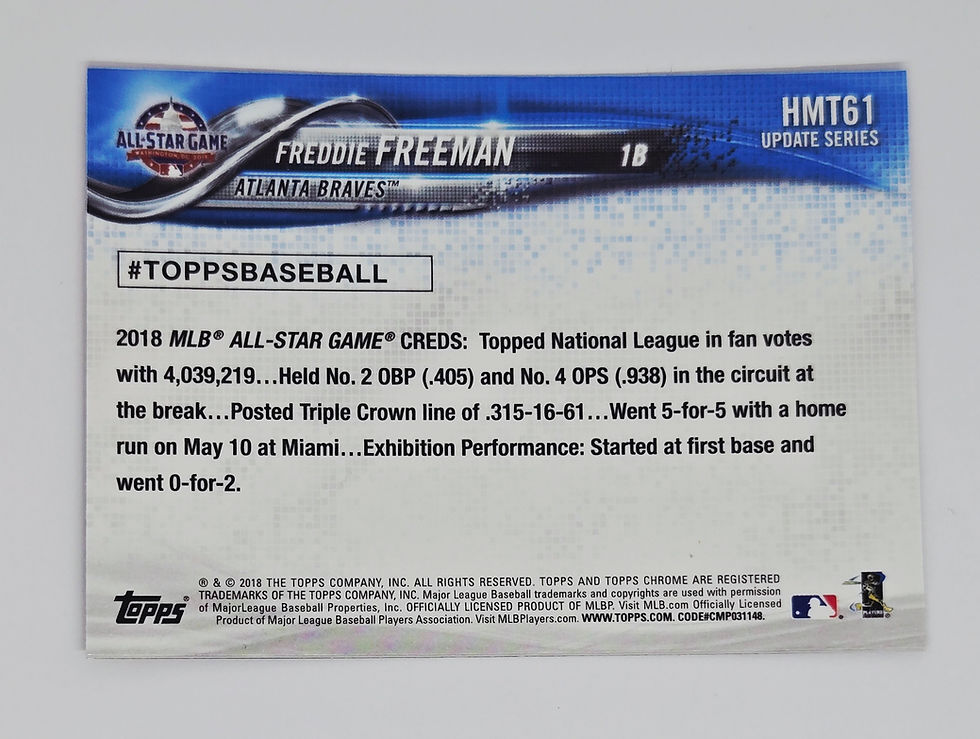 HMT61
UPDATE SERIES
ALL-STAR GAME
WASHINGTON, DC 2018
FREDDIE FREEMAN 1B
ATLANTA BRAVES™
#TOPPSBASEBALL
2018 MLB® ALL-STAR GAME® CREDS: Topped National League in fan votes
with 4,039,219...Held No. 2 OBP (.405) and No. 4 OPS (.938) in the circuit at
the break...Posted Triple Crown line of .315-16-61...Went 5-for-5 with a home
run on May 10 at Miami...Exhibition Performance: Started at first base and
went 0-for-2.
® & © 2018 THE TOPPS COMPANY, INC. ALL RIGHTS RESERVED. TOPPS AND TOPPS CHROME ARE REGISTERED
TRADEMARKS OF THE TOPPS COMPANY, INC. Major League Baseball trademarks and copyrights are used with permission
of MajorLeague Baseball Properties, Inc. OFFICIALLY LICENSED PRODUCT OF MLBP. Visit MLB.com Officially Licensed
Product of Major League Baseball Players Association. Visit MLBPlayers.com. WWW.TOPPS.COM. CODE#CMP031148.
Topps®
PLAYERS